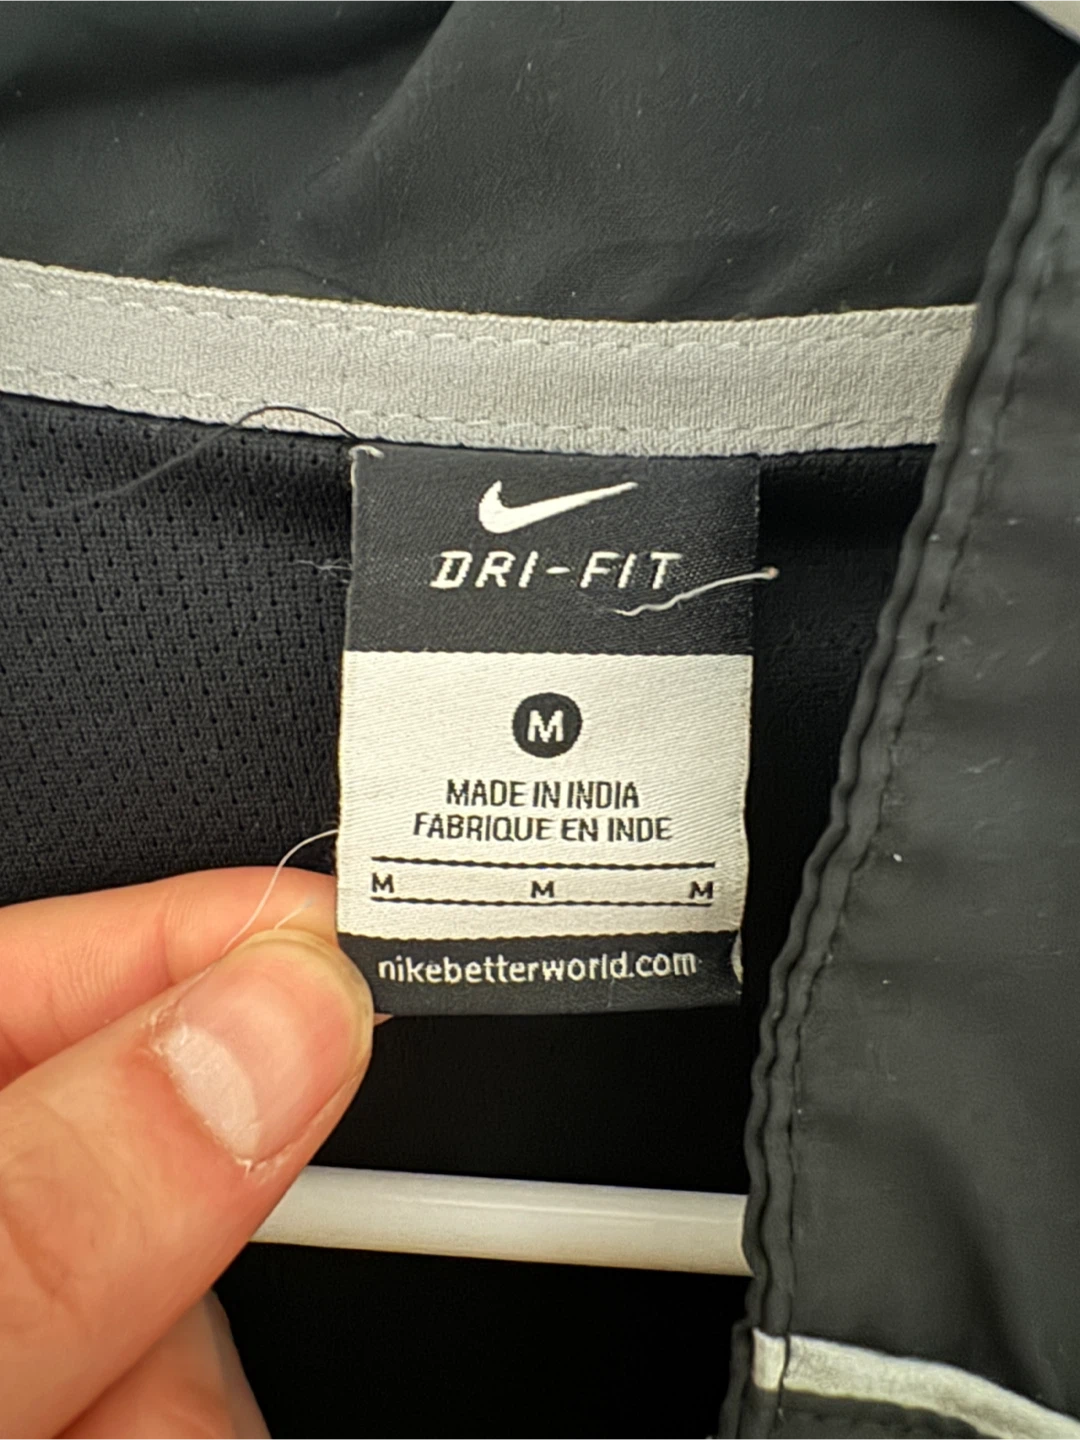 DRI-FIT
M
MADE IN INDIA
FABRIQUE EN INDE
M M M
nikebetterworld.com